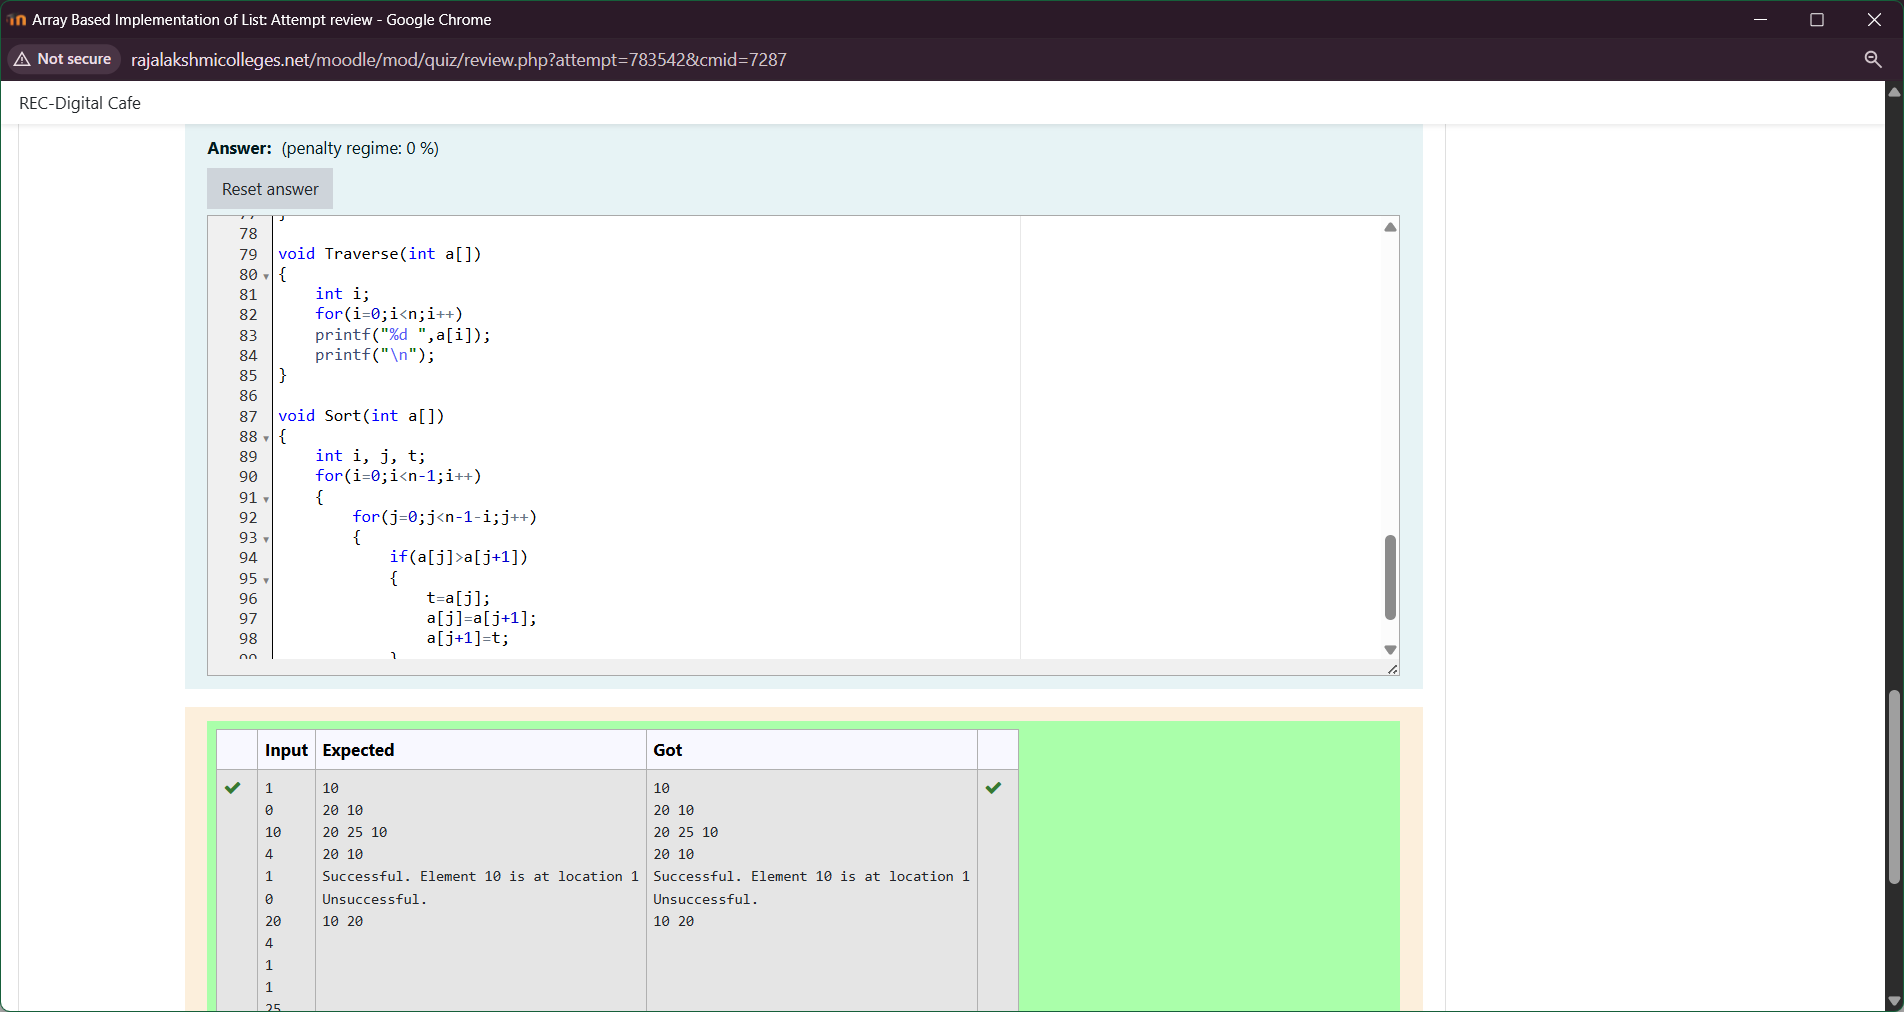 Array Based Implementation of List: Attempt review - Google Chrome
Not secure rajalakshmicolleges.net/moodle/mod/quiz/review.php?attempt=783542&cmid=7287
REC-Digital Cafe
Answer: (penalty regime: 0 %)
Reset answer
77 }
78
79 void Traverse(int a[])
80 {
81 int i;
82 for(i=0;i<n;i++)
83 printf("%d ",a[i]);
84 printf("\n");
85 }
86
87 void Sort(int a[])
88 {
89 int i, j, t;
90 for(i=0;i<n-1;i++)
91 {
92 for(j=0;j<n-1-i;j++)
93 {
94 if(a[j]>a[j+1])
95 {
96 t=a[j];
97 a[j]=a[j+1];
98 a[j+1]=t;
99 }
Input Expected Got
1 10 10
0 20 10 20 10
10 20 25 10 20 25 10
4 20 10 20 10
1 Successful. Element 10 is at location 1 Successful. Element 10 is at location 1
0 Unsuccessful. Unsuccessful.
20 10 20 10 20
4
1
1
25